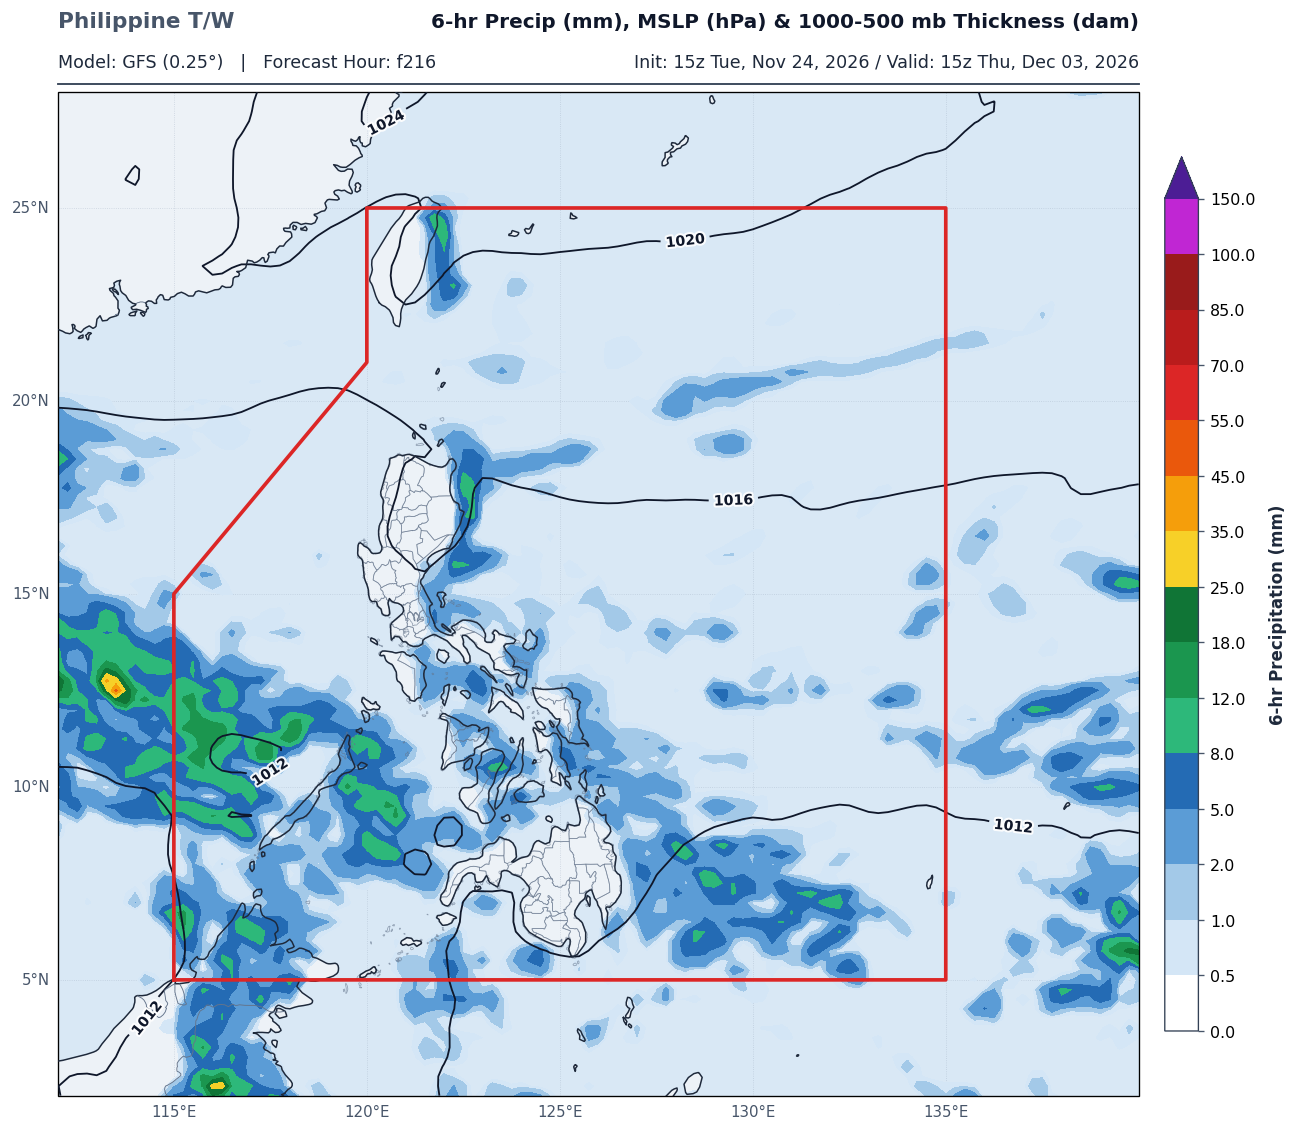 Philippine T/W
6-hr Precip (mm), MSLP (hPa) & 1000-500 mb Thickness (dam)
Model: GFS (0.25°) | Forecast Hour: f216
Init: 15z Tue, Nov 24, 2026 / Valid: 15z Thu, Dec 03, 2026
1024
1020
1016
1012
1012
1012
25°N
20°N
15°N
10°N
5°N
115°E
120°E
125°E
130°E
135°E
150.0
100.0
85.0
70.0
55.0
45.0
35.0
25.0
18.0
12.0
8.0
5.0
2.0
1.0
0.5
0.0
6-hr Precipitation (mm)